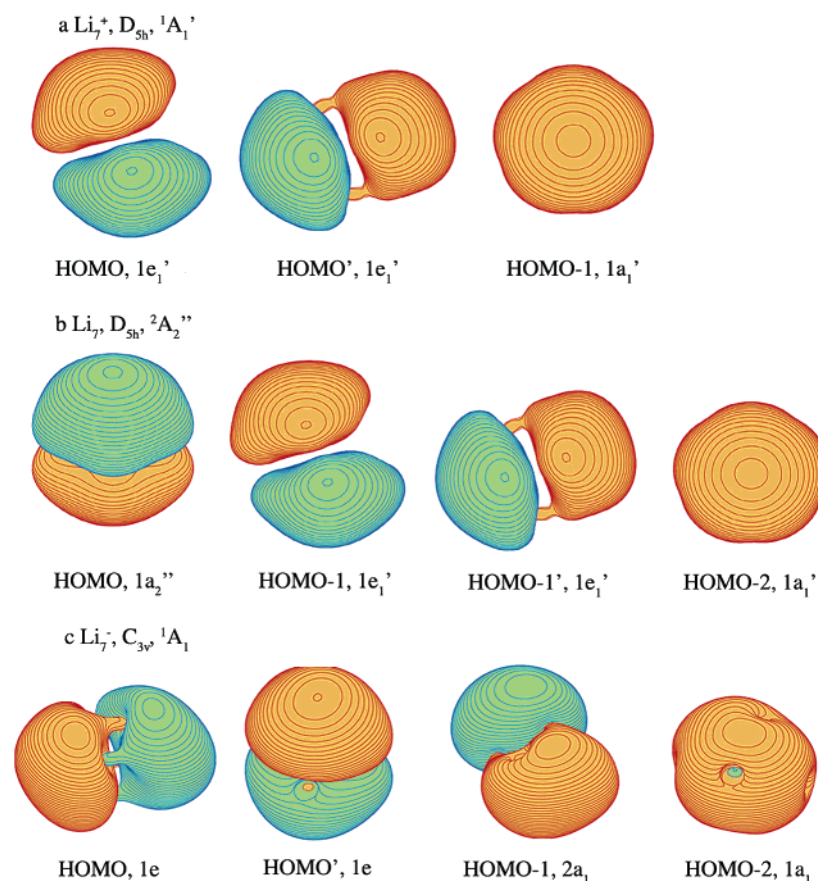 a Li₇⁺, D₅ₕ, ¹A₁’
HOMO, 1e₁’ HOMO’, 1e₁’ HOMO-1, 1a₁’
b Li₇, D₅ₕ, ²A₂’’
HOMO, 1a₂’’ HOMO-1, 1e₁’ HOMO-1’, 1e₁’ HOMO-2, 1a₁’
c Li₇⁻, C₃ᵥ, ¹A₁
HOMO, 1e HOMO’, 1e HOMO-1, 2a₁ HOMO-2, 1a₁